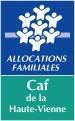 ALLOCATIONS
FAMILIALES
Caf
de la
Haute-Vienne